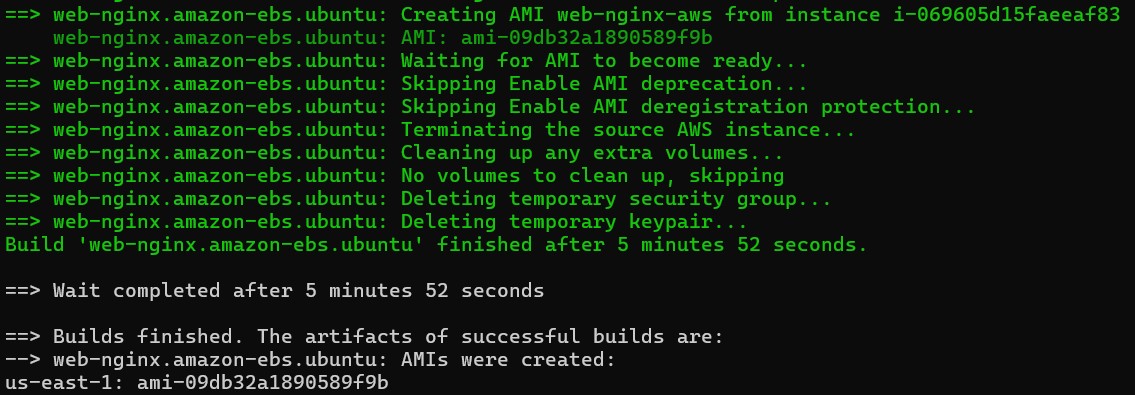 ==> web-nginx.amazon-ebs.ubuntu: Creating AMI web-nginx-aws from instance i-069605d15faeeaf83
    web-nginx.amazon-ebs.ubuntu: AMI: ami-09db32a1890589f9b
==> web-nginx.amazon-ebs.ubuntu: Waiting for AMI to become ready...
==> web-nginx.amazon-ebs.ubuntu: Skipping Enable AMI deprecation...
==> web-nginx.amazon-ebs.ubuntu: Skipping Enable AMI deregistration protection...
==> web-nginx.amazon-ebs.ubuntu: Terminating the source AWS instance...
==> web-nginx.amazon-ebs.ubuntu: Cleaning up any extra volumes...
==> web-nginx.amazon-ebs.ubuntu: No volumes to clean up, skipping
==> web-nginx.amazon-ebs.ubuntu: Deleting temporary security group...
==> web-nginx.amazon-ebs.ubuntu: Deleting temporary keypair...
Build 'web-nginx.amazon-ebs.ubuntu' finished after 5 minutes 52 seconds.

==> Wait completed after 5 minutes 52 seconds

==> Builds finished. The artifacts of successful builds are:
--> web-nginx.amazon-ebs.ubuntu: AMIs were created:
us-east-1: ami-09db32a1890589f9b